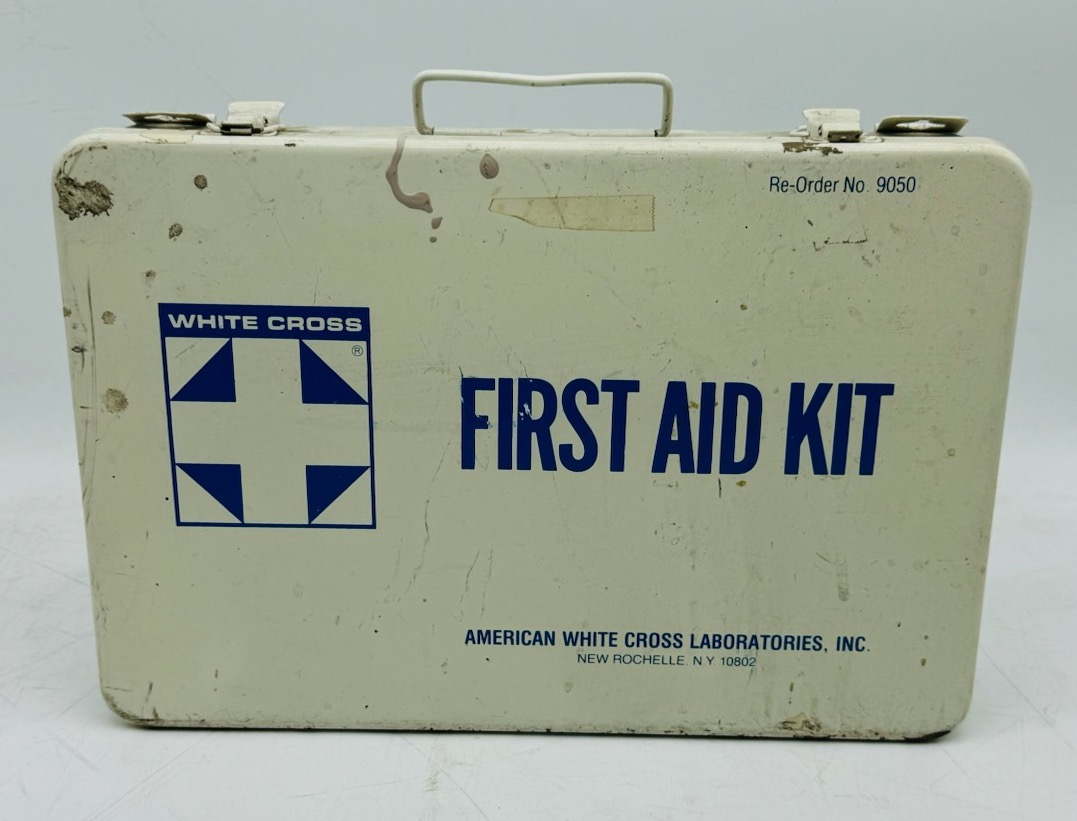 Re-Order No. 9050
WHITE CROSS
®
FIRST AID KIT
AMERICAN WHITE CROSS LABORATORIES, INC.
NEW ROCHELLE. N Y 10802